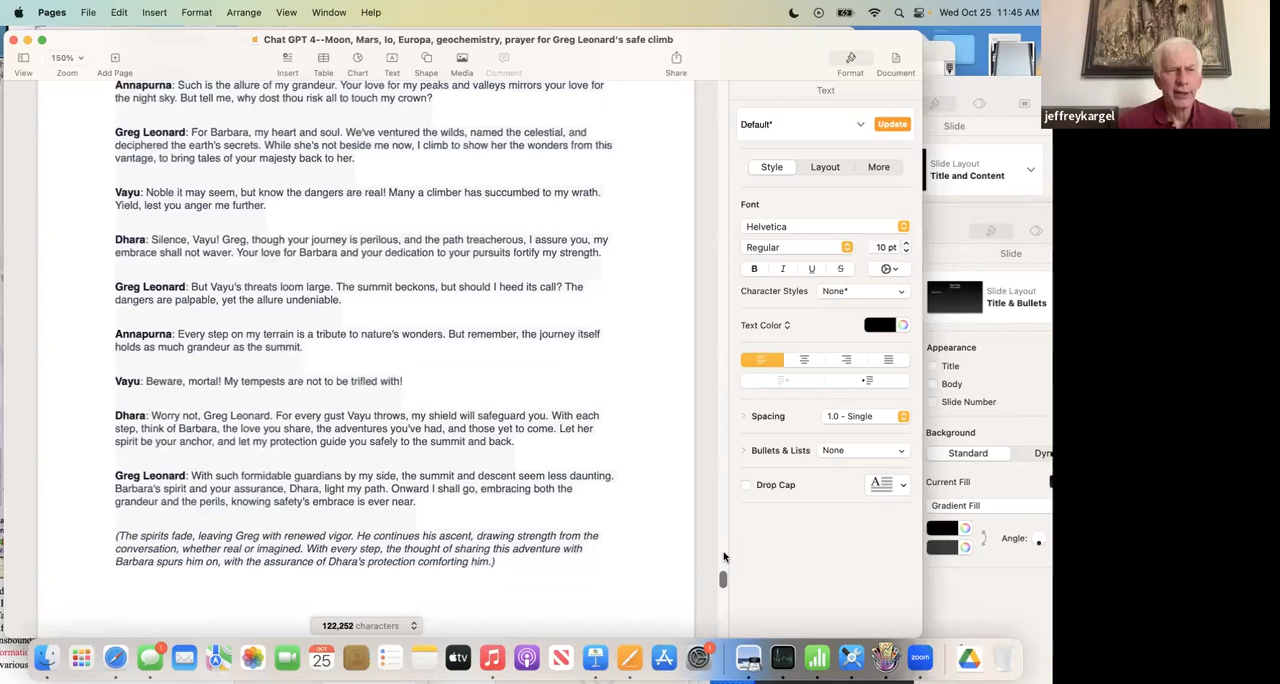 Pages File Edit Insert Format Arrange View Window Help Wed Oct 25 11:45 AM
Chat GPT 4--Moon, Mars, Io, Europa, geochemistry, prayer for Greg Leonard's safe climb
150%
View Zoom Add Page Insert Table Chart Text Shape Media Comment Share Format Document
Annapurna: Such is the allure of my grandeur. Your love for my peaks and valleys mirrors your love for
the night sky. But tell me, why dost thou risk all to touch my crown?
Greg Leonard: For Barbara, my heart and soul. We've ventured the wilds, named the celestial, and
deciphered the earth's secrets. While she's not beside me now, I climb to show her the wonders from this
vantage, to bring tales of your majesty back to her.
Vayu: Noble it may seem, but know the dangers are real! Many a climber has succumbed to my wrath.
Yield, lest you anger me further.
Dhara: Silence, Vayu! Greg, though your journey is perilous, and the path treacherous, I assure you, my
embrace shall not waver. Your love for Barbara and your dedication to your pursuits fortify my strength.
Greg Leonard: But Vayu's threats loom large. The summit beckons, but should I heed its call? The
dangers are palpable, yet the allure undeniable.
Annapurna: Every step on my terrain is a tribute to nature's wonders. But remember, the journey itself
holds as much grandeur as the summit.
Vayu: Beware, mortal! My tempests are not to be trifled with!
Dhara: Worry not, Greg Leonard. For every gust Vayu throws, my shield will safeguard you. With each
step, think of Barbara, the love you share, the adventures you've had, and those yet to come. Let her
spirit be your anchor, and let my protection guide you safely to the summit and back.
Greg Leonard: With such formidable guardians by my side, the summit and descent seem less daunting.
Barbara's spirit and your assurance, Dhara, light my path. Onward I shall go, embracing both the
grandeur and the perils, knowing safety's embrace is ever near.
(The spirits fade, leaving Greg with renewed vigor. He continues his ascent, drawing strength from the
conversation, whether real or imagined. With every step, the thought of sharing this adventure with
Barbara spurs him on, with the assurance of Dhara's protection comforting him.)
122,252 characters
Text
Default*
Update
Style Layout More
Font
Helvetica
Regular 10 pt
B I U S
Character Styles None*
Text Color
Spacing 1.0 - Single
Bullets & Lists None
Drop Cap A
Slide
Slide Layout
Title and Content
Slide
Slide Layout
Title & Bullets
Appearance
Title
Body
Slide Number
Background
Standard Dyn
Current Fill
Gradient Fill
Angle:
jeffreykargel
OCT
25
tv
zoom
1
1
various